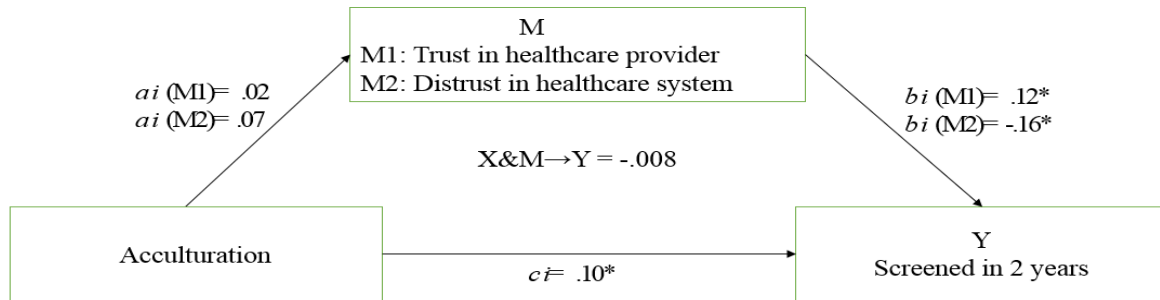 M
M1: Trust in healthcare provider
M2: Distrust in healthcare system
ai (M1)= .02
ai (M2)= .07
bi (M1)= .12*
bi (M2)= -.16*
X&M→Y = -.008
Acculturation
ci= .10*
Y
Screened in 2 years